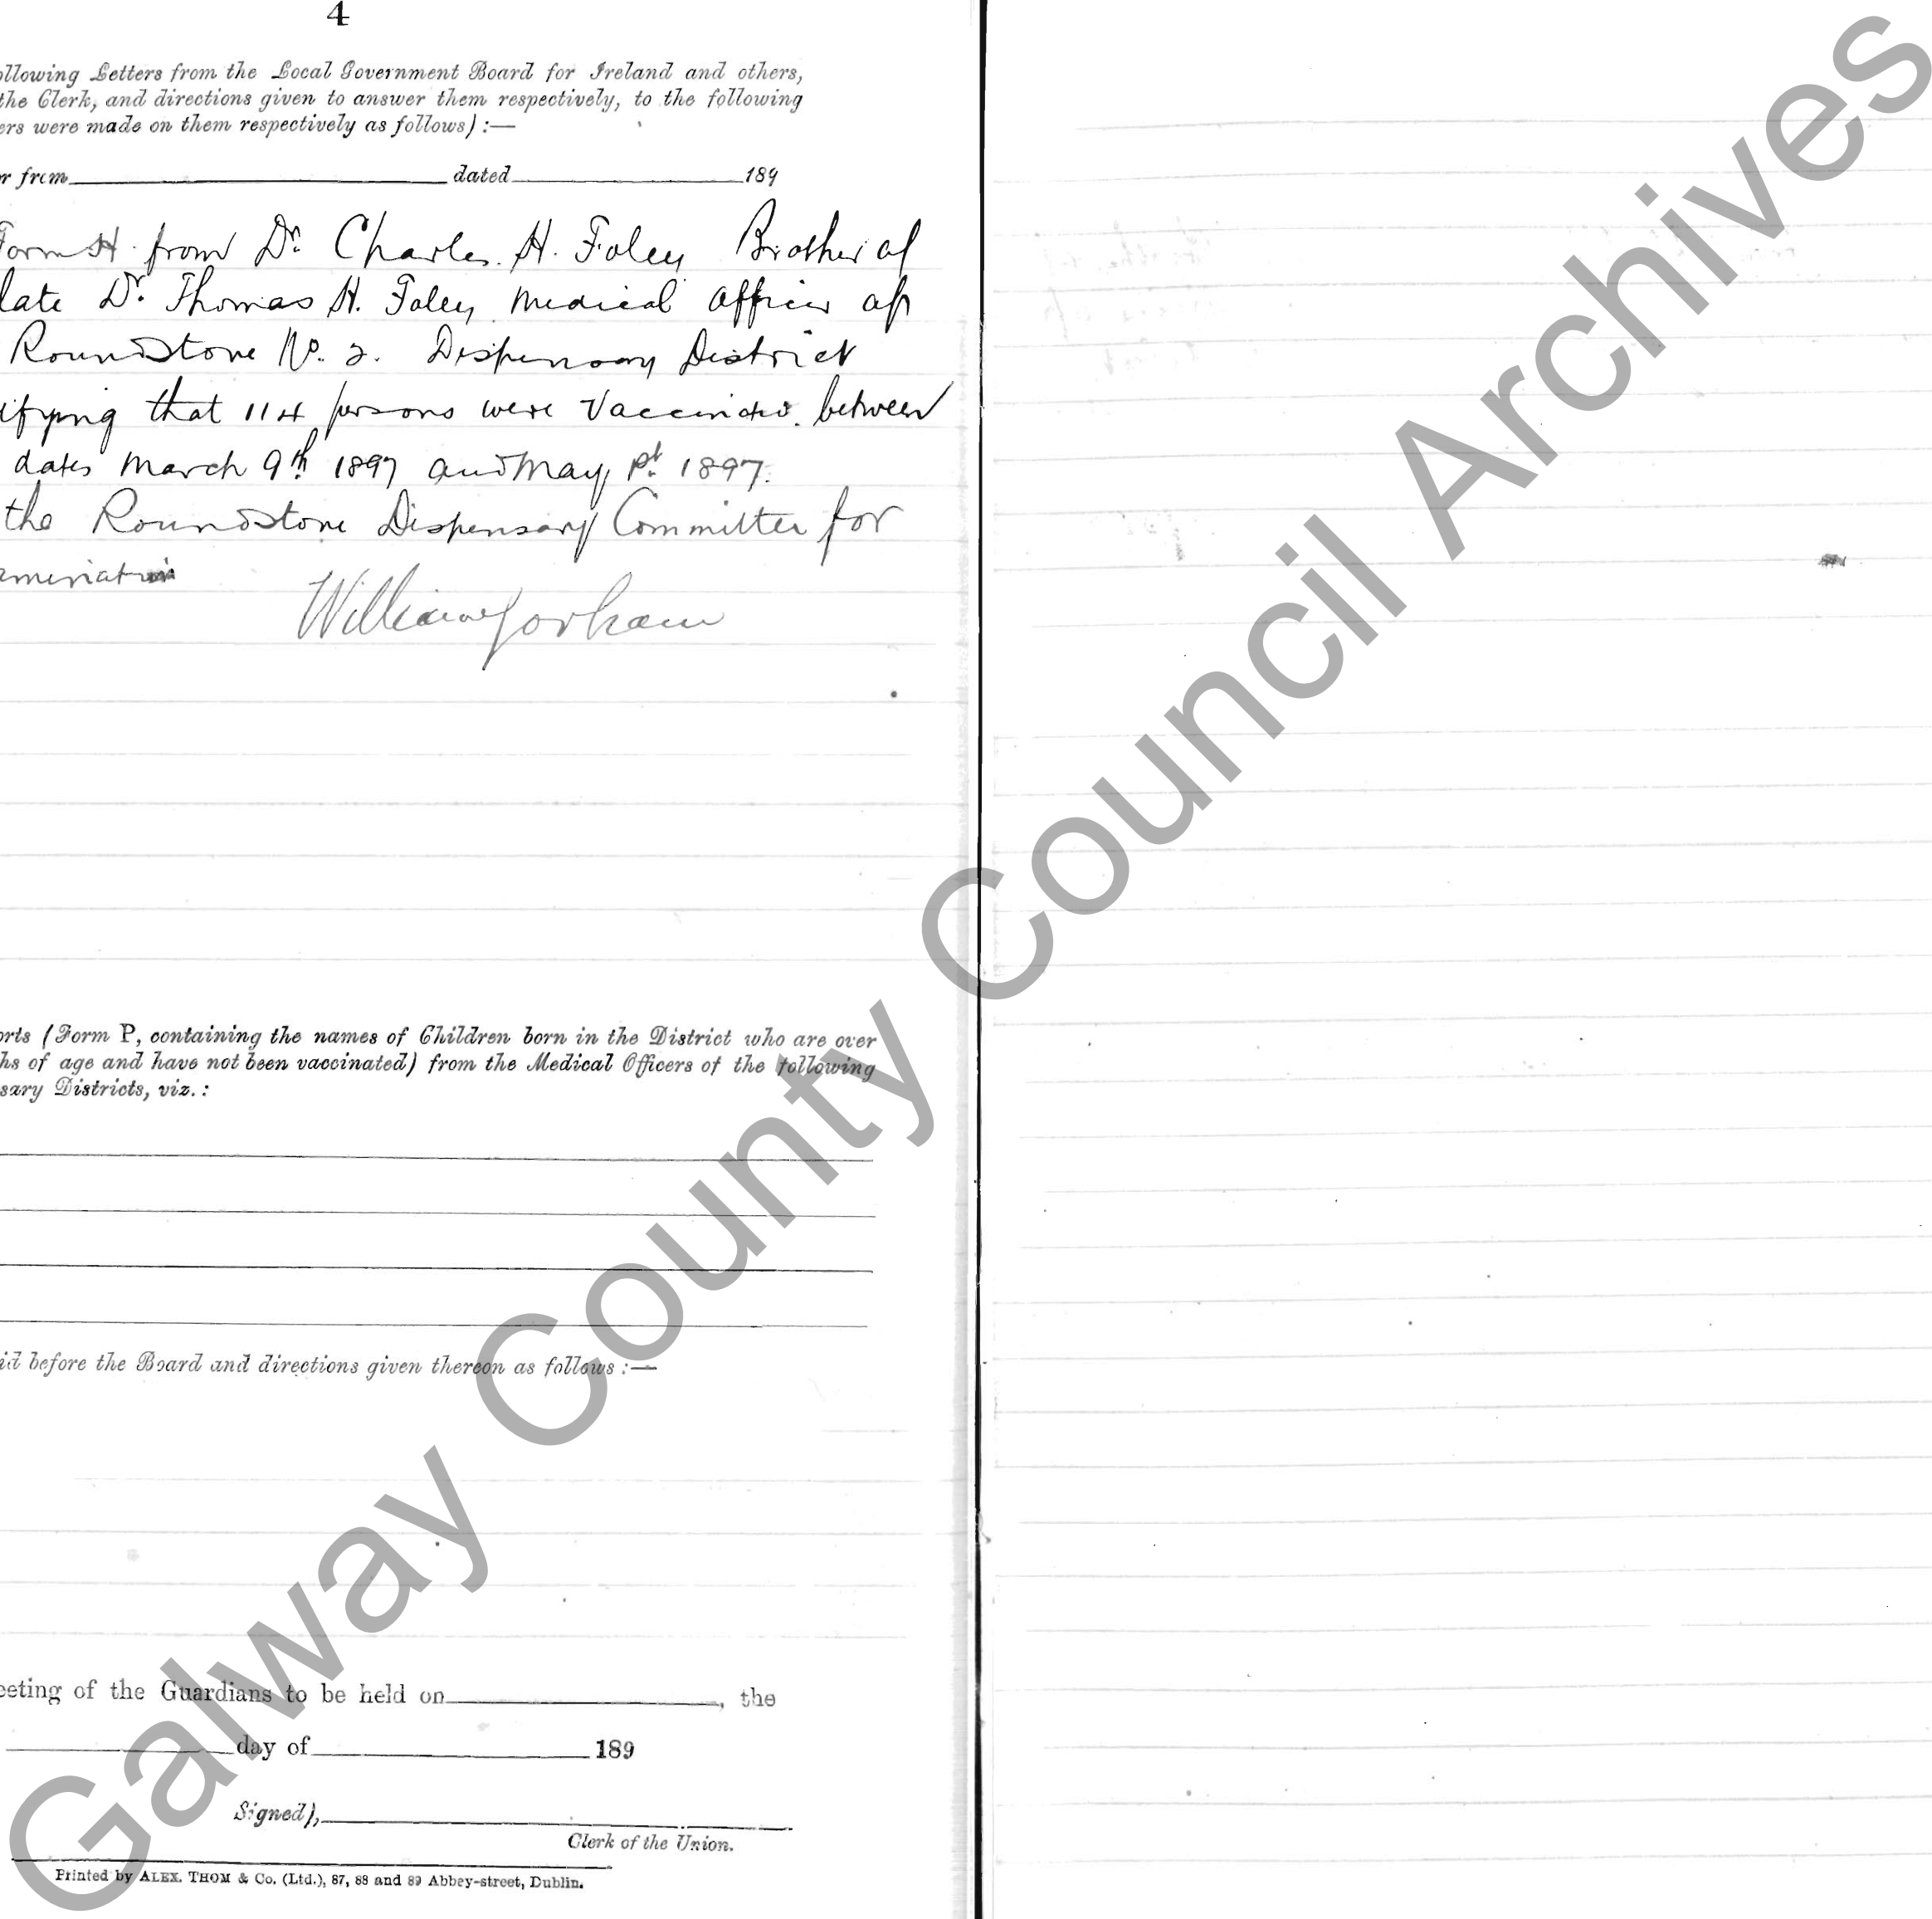 4
ollowing Letters from the Local Government Board for Ireland and others,
the Clerk, and directions given to answer them respectively, to the following
ers were made on them respectively as follows) :—
r from dated 189
Form H from Dr. Charles. H. Foley Brother of
late Dr. Thomas H. Foley Medical Officer of
Roundstone No. 2. Dispensary District
ifying that 114 persons were Vaccinated between
dates March 9th 1897 and May 1st 1897.
the Roundstone Dispensary Committee for
William Gorham
orts (Form P, containing the names of Children born in the District who are over
hs of age and have not been vaccinated) from the Medical Officers of the following
sary Districts, viz. :
id before the Board and directions given thereon as follows :—
eeting of the Guardians to be held on , the
day of 189
Signed),
Clerk of the Union.
Printed by ALEX. THOM & Co. (Ltd.), 87, 88 and 89 Abbey-street, Dublin.
Galway County Council Archives